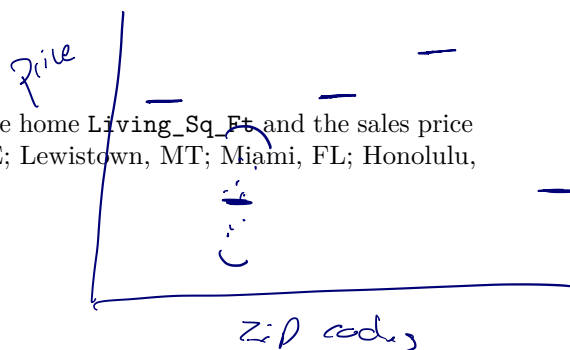 Price
e home Living_Sq_Ft and the sales price
E; Lewistown, MT; Miami, FL; Honolulu,
Zip codes